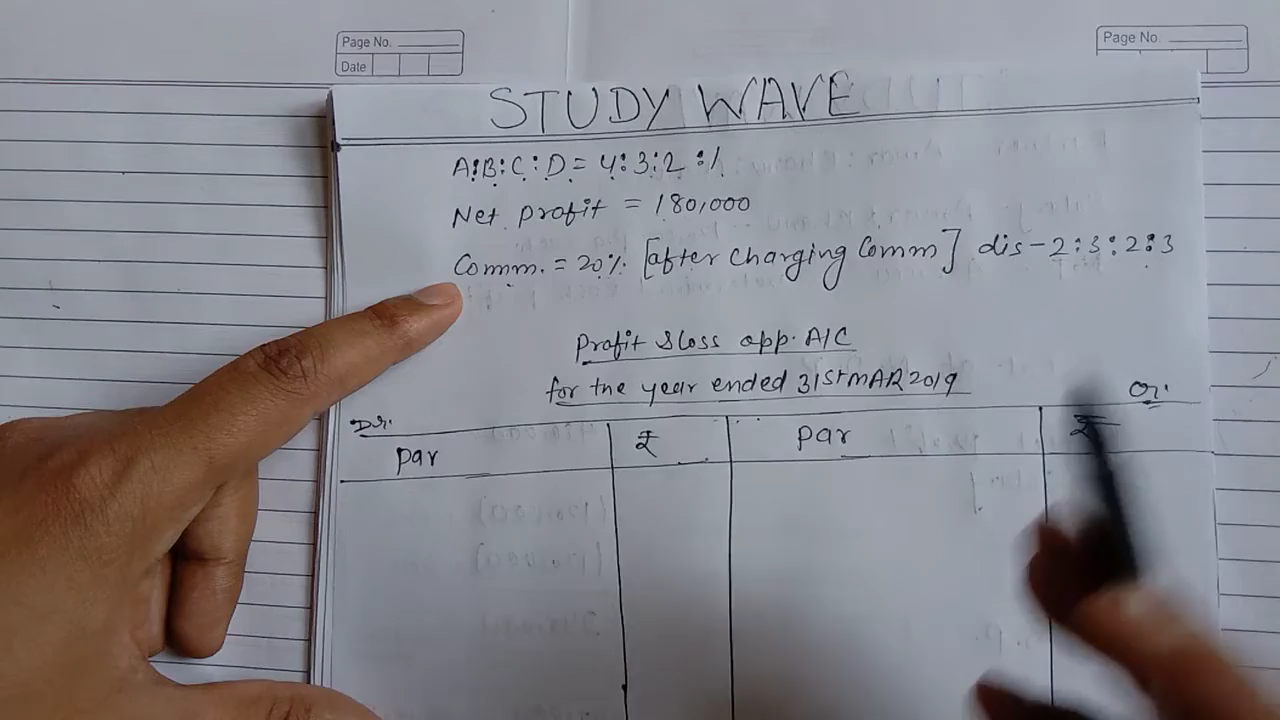 Page No.
Date
Page No.
STUDY WAVE
A:B:C:D = 4:3:2:1
Net profit = 180,000
Comm. = 20% [after charging Comm] dis - 2:3:2:3
Profit & loss app. A/C
for the year ended 31st MAR 2019
Dr. Cr.
par ₹ par ₹